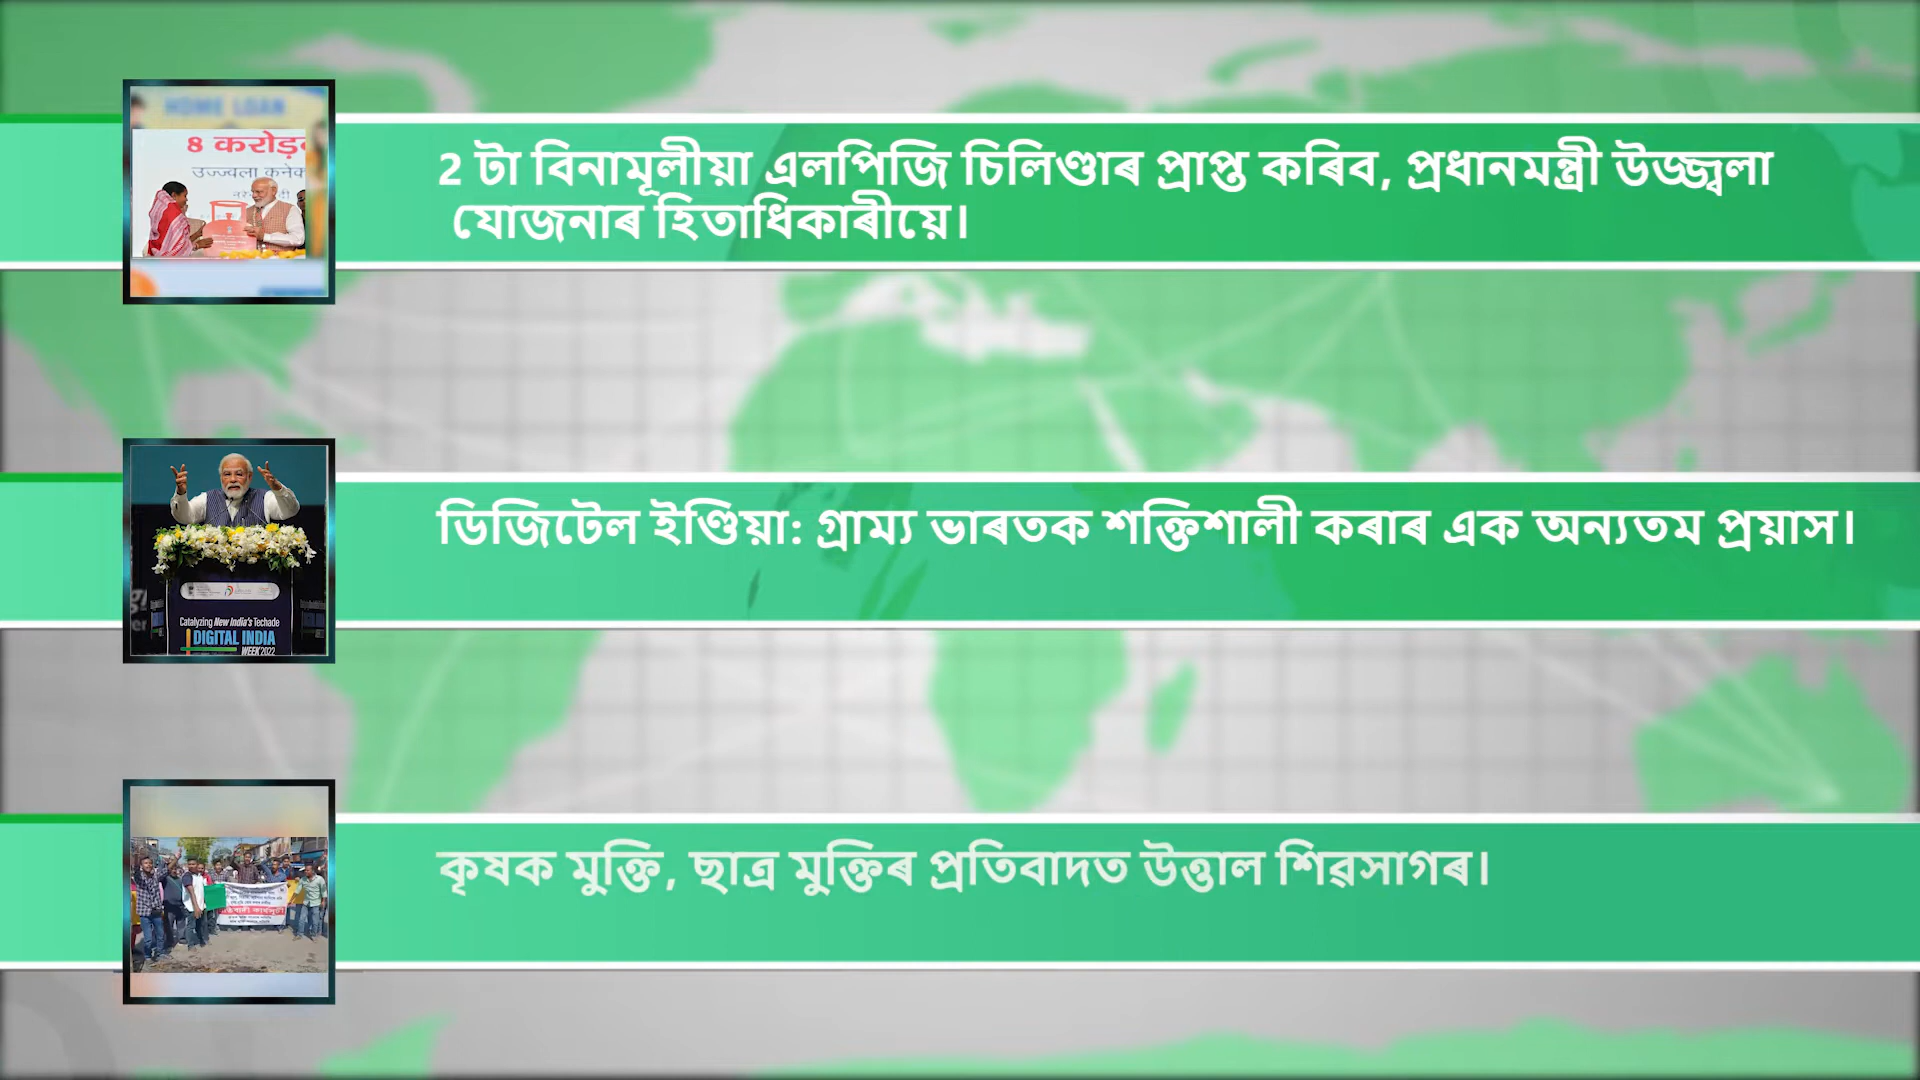 HOME LOAN
8 करोड़
उज्ज्वला कनेक
2 টা বিনামূলীয়া এলপিজি চিলিণ্ডাৰ প্ৰাপ্ত কৰিব, প্ৰধানমন্ত্ৰী উজ্জ্বলা
যোজনাৰ হিতাধিকাৰীয়ে।
ডিজিটেল ইণ্ডিয়া: গ্ৰাম্য ভাৰতক শক্তিশালী কৰাৰ এক অন্যতম প্ৰয়াস।
Catalyzing New India's Techade
DIGITAL INDIA
WEEK 2022
কৃষক মুক্তি, ছাত্ৰ মুক্তিৰ প্ৰতিবাদত উত্তাল শিৱসাগৰ।